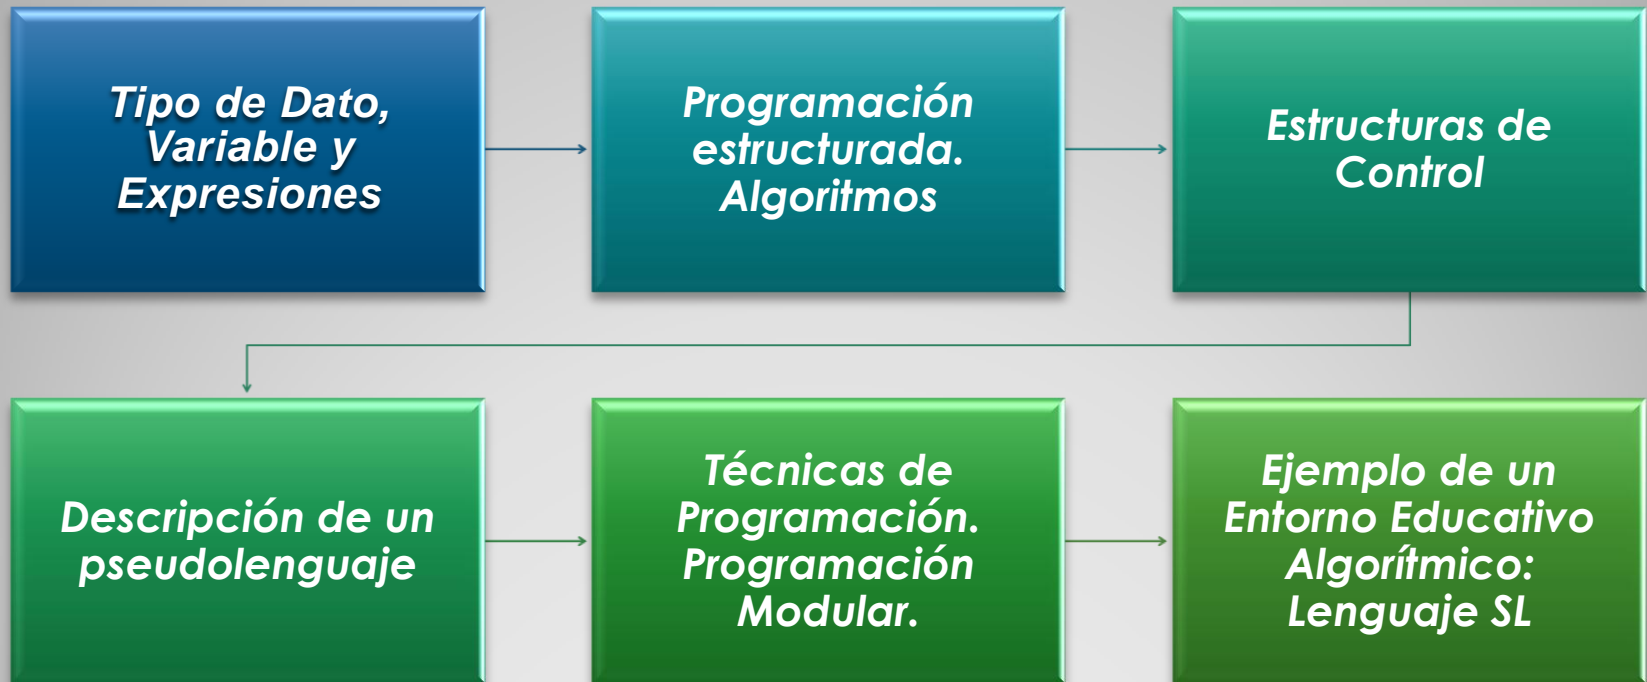 Tipo de Dato,
Variable y
Expresiones
Programación
estructurada.
Algoritmos
Estructuras de
Control
Descripción de un
pseudolenguaje
Técnicas de
Programación.
Programación
Modular.
Ejemplo de un
Entorno Educativo
Algorítmico:
Lenguaje SL